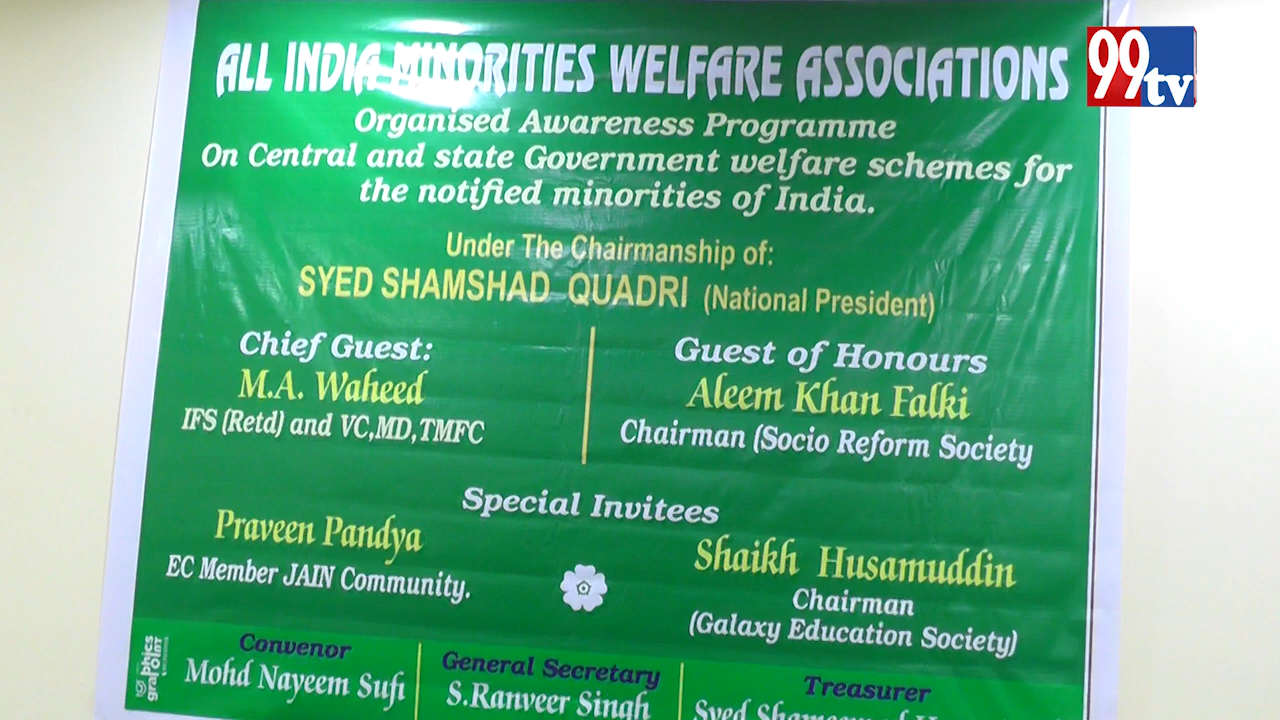 ALL INDIA MINORITIES WELFARE ASSOCIATIONS
99tv
Organised Awareness Programme
On Central and state Government welfare schemes for
the notified minorities of India.
Under The Chairmanship of:
SYED SHAMSHAD QUADRI (National President)
Chief Guest:
M.A. Waheed
IFS (Retd) and VC,MD,TMFC
Guest of Honours
Aleem Khan Falki
Chairman (Socio Reform Society
Special Invitees
Praveen Pandya
EC Member JAIN Community.
Shaikh Husamuddin
Chairman
(Galaxy Education Society)
Convenor
Mohd Nayeem Sufi
General Secretary
S.Ranveer Singh
Treasurer
Syed
graphics
point